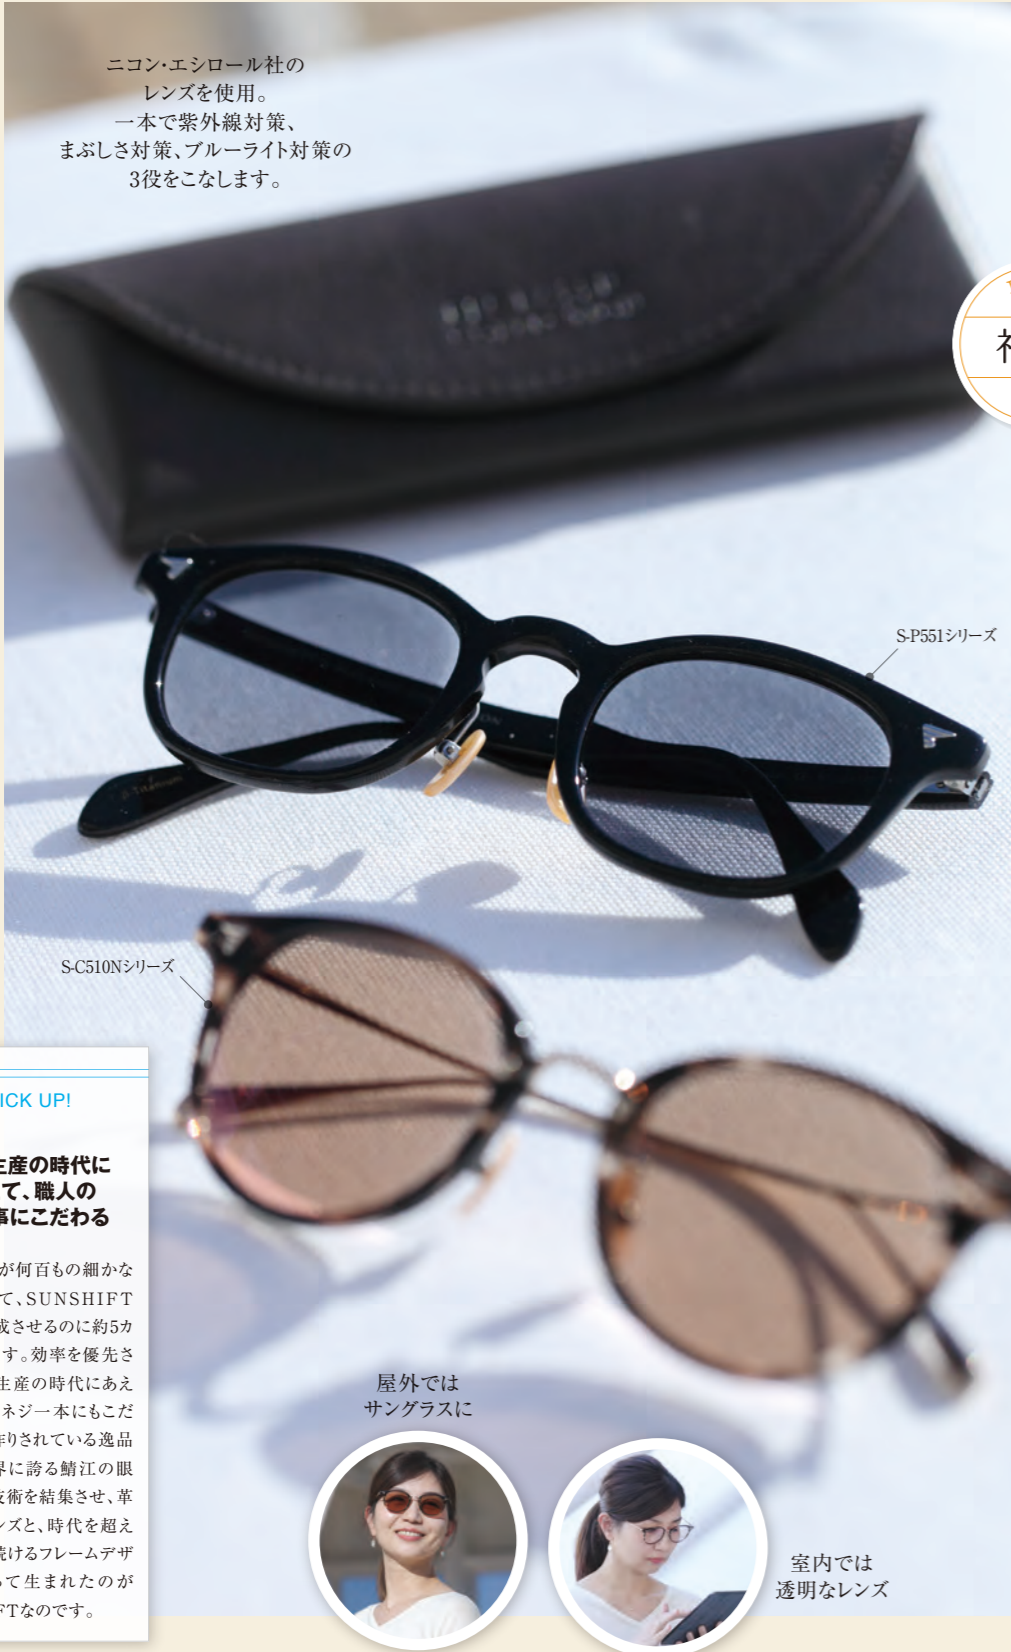 ニコン・エシロール社の
レンズを使用。
一本で紫外線対策、
まぶしさ対策、ブルーライト対策の
3役をこなします。
S-P551シリーズ
S-C510Nシリーズ
ICK UP!
生産の時代に
て、職人の
事にこだわる
が何百もの細かな
て、SUNSHIFT
成させるのに約5カ
す。効率を優先さ
生産の時代にあえ
ネジ一本にもこだ
作りされている逸品
界に誇る鯖江の眼
技術を結集させ、革
ンズと、時代を超え
続けるフレームデザ
って生まれたのが
FTなのです。
屋外では
サングラスに
室内では
透明なレンズ